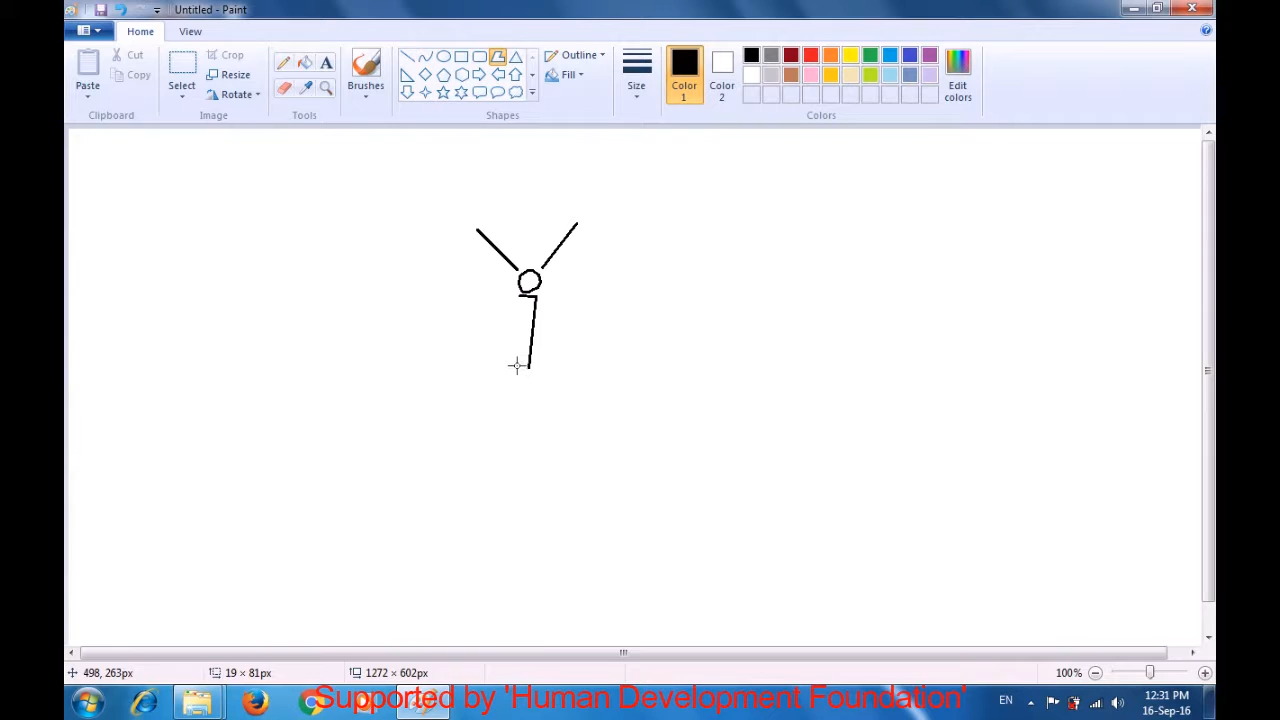 Untitled - Paint
Home
View
Paste
Cut
Copy
Clipboard
Select
Crop
Resize
Rotate
Image
A
Tools
Brushes
Outline
Fill
Shapes
Size
Color
1
Color
2
Edit
colors
Colors
498, 263px
19 × 81px
1272 × 602px
100%
EN
12:31 PM
16-Sep-16
Supported by 'Human Development Foundation'